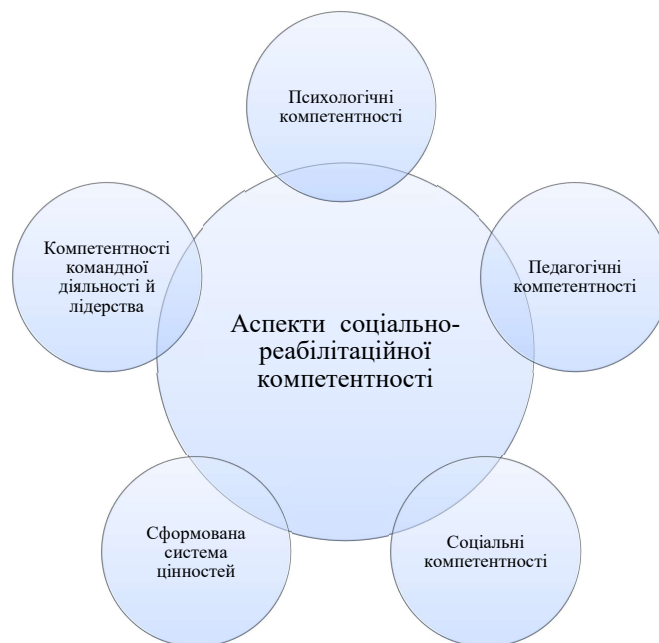 Психологічні
компетентності
Компетентності
командної
діяльності й
лідерства
Педагогічні
компетентності
Аспекти соціально-
реабілітаційної
компетентності
Сформована
система
цінностей
Соціальні
компетентності